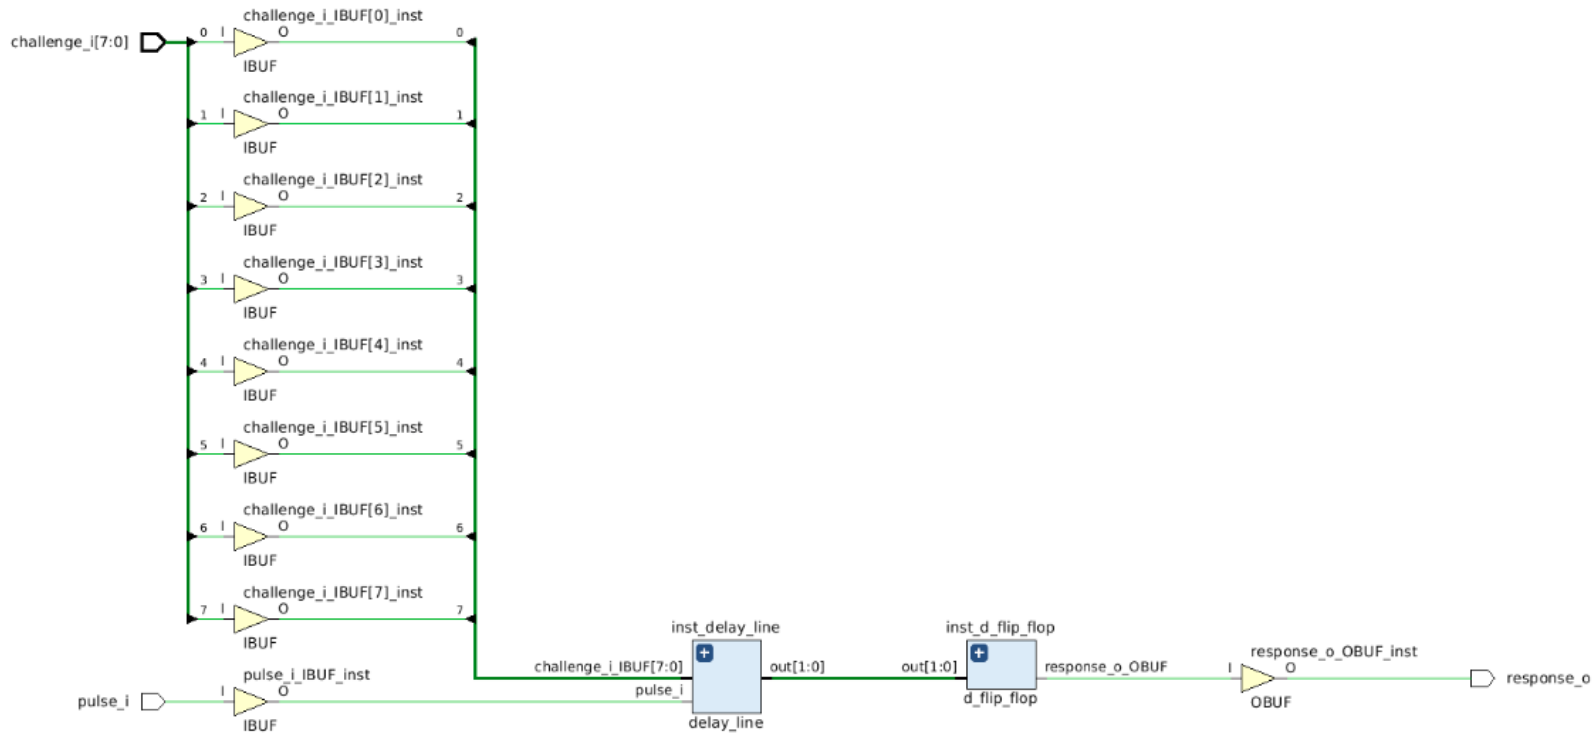 challenge_i_IBUF[0]_inst
challenge_i[7:0] 0 I O 0
IBUF
challenge_i_IBUF[1]_inst
1 I O 1
IBUF
challenge_i_IBUF[2]_inst
2 I O 2
IBUF
challenge_i_IBUF[3]_inst
3 I O 3
IBUF
challenge_i_IBUF[4]_inst
4 I O 4
IBUF
challenge_i_IBUF[5]_inst
5 I O 5
IBUF
challenge_i_IBUF[6]_inst
6 I O 6
IBUF
challenge_i_IBUF[7]_inst
7 I O 7
IBUF
inst_delay_line inst_d_flip_flop
challenge_i_IBUF[7:0] out[1:0] out[1:0] response_o_OBUF I response_o_OBUF_inst O response_o
d_flip_flop OBUF
pulse_i_IBUF_inst
pulse_i I O pulse_i
IBUF delay_line